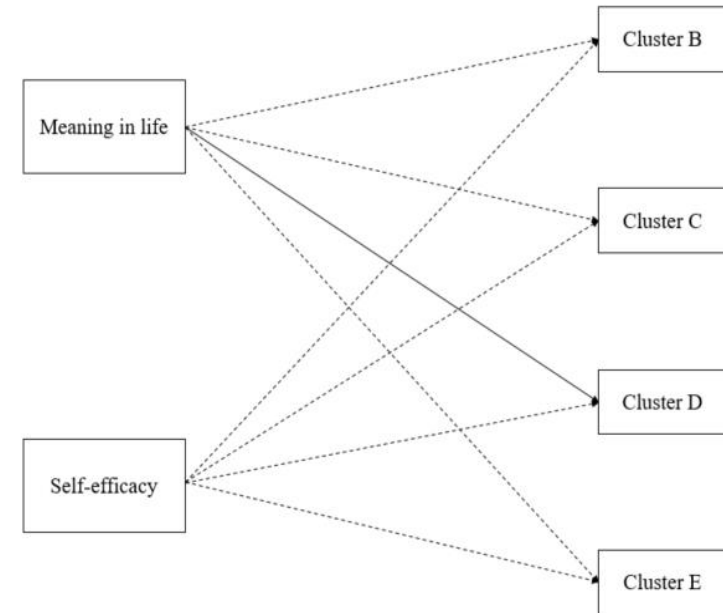 Cluster B
Meaning in life
Cluster C
Cluster D
Self-efficacy
Cluster E